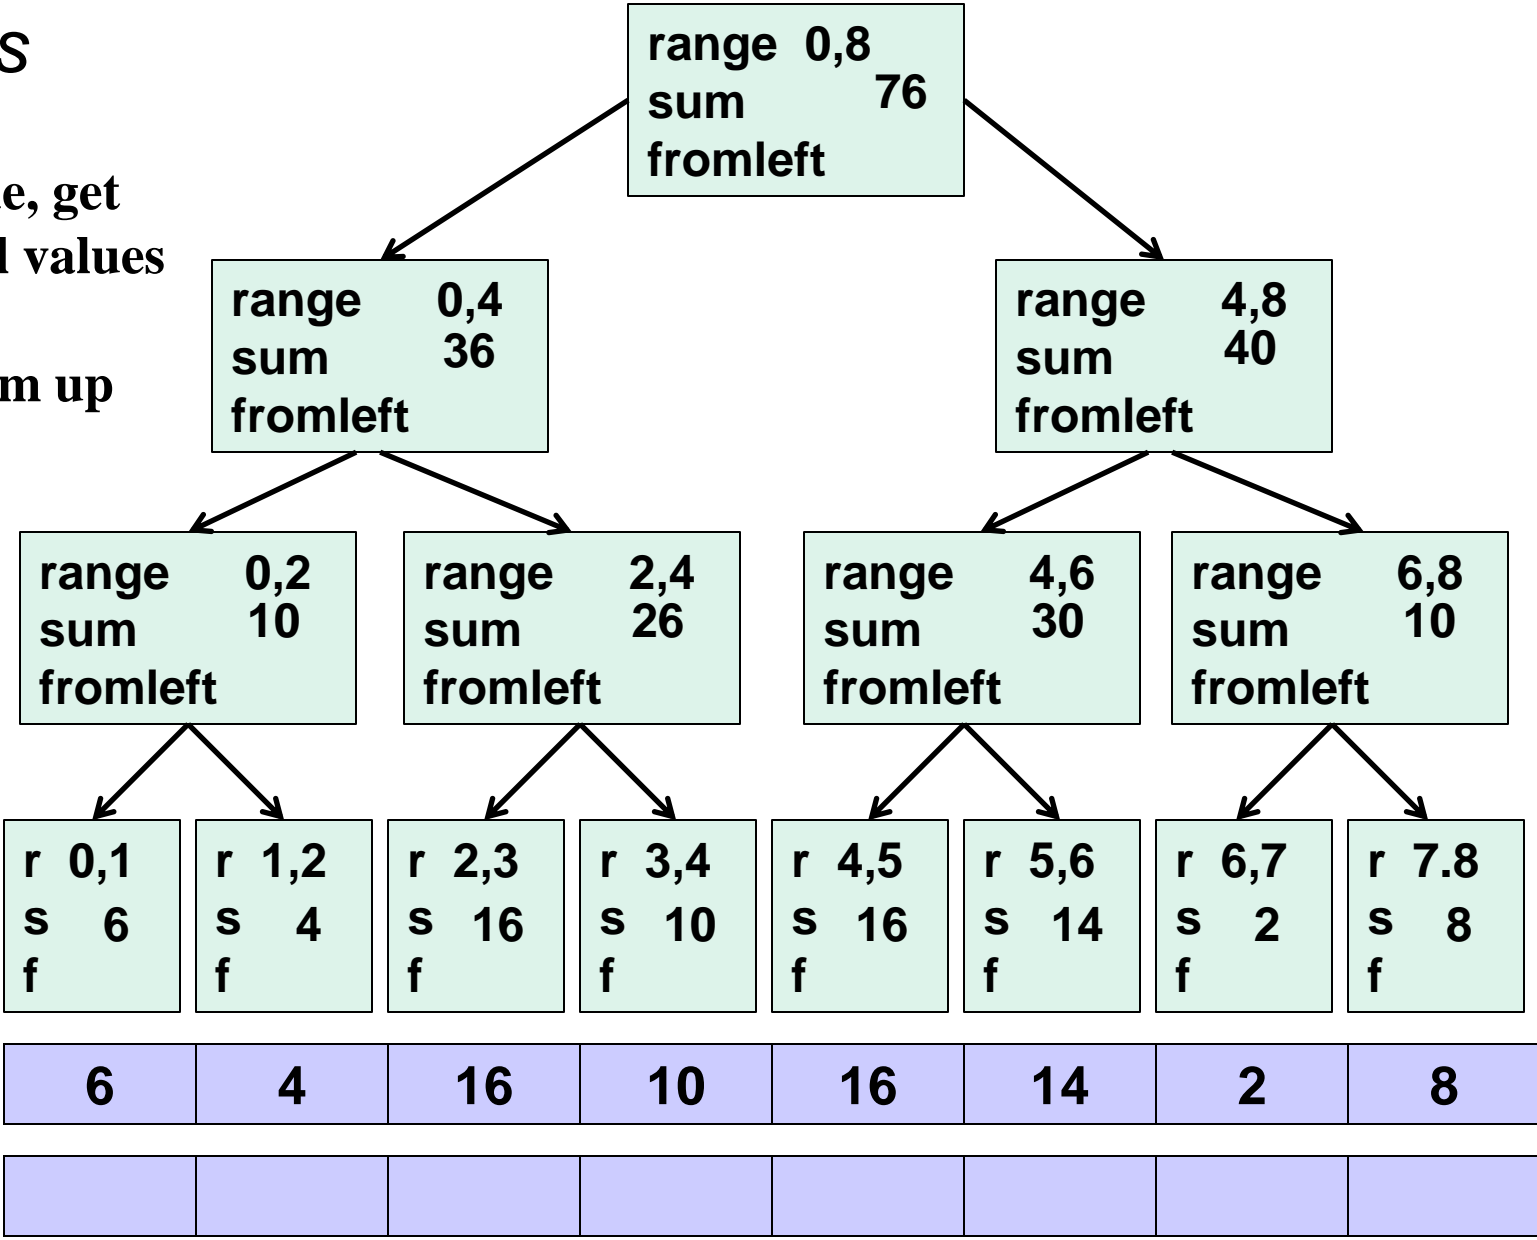 s
range 0,8
sum 76
fromleft
e, get
values
m up
range 0,4
sum 36
fromleft
range 4,8
sum 40
fromleft
range 0,2
sum 10
fromleft
range 2,4
sum 26
fromleft
range 4,6
sum 30
fromleft
range 6,8
sum 10
fromleft
r 0,1
s 6
f
r 1,2
s 4
f
r 2,3
s 16
f
r 3,4
s 10
f
r 4,5
s 16
f
r 5,6
s 14
f
r 6,7
s 2
f
r 7.8
s 8
f
6 4 16 10 16 14 2 8